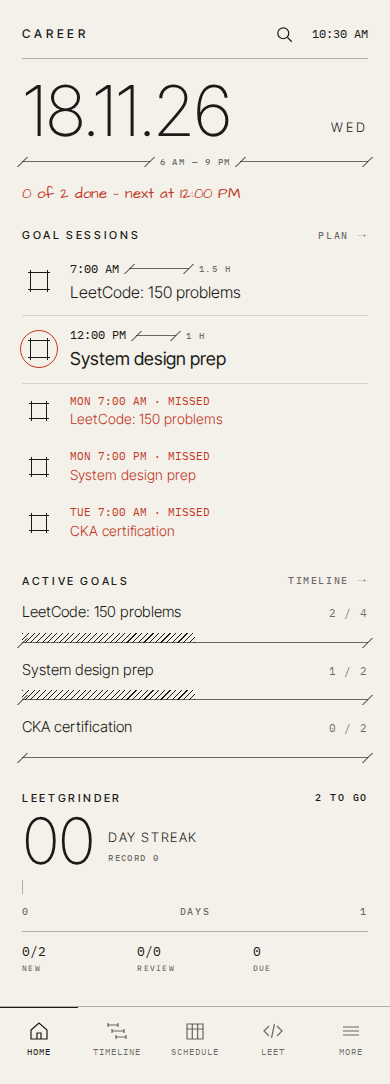 CAREER 10:30 AM
18.11.26 WED
6 AM — 9 PM
0 of 2 done – next at 12:00 PM
GOAL SESSIONS PLAN →
7:00 AM 1.5 H
LeetCode: 150 problems
12:00 PM 1 H
System design prep
MON 7:00 AM · MISSED
LeetCode: 150 problems
MON 7:00 PM · MISSED
System design prep
TUE 7:00 AM · MISSED
CKA certification
ACTIVE GOALS TIMELINE →
LeetCode: 150 problems 2 / 4
System design prep 1 / 2
CKA certification 0 / 2
LEETGRINDER 2 TO GO
00 DAY STREAK
RECORD 0
0 DAYS 1
0/2 0/0 0
NEW REVIEW DUE
HOME TIMELINE SCHEDULE LEET MORE